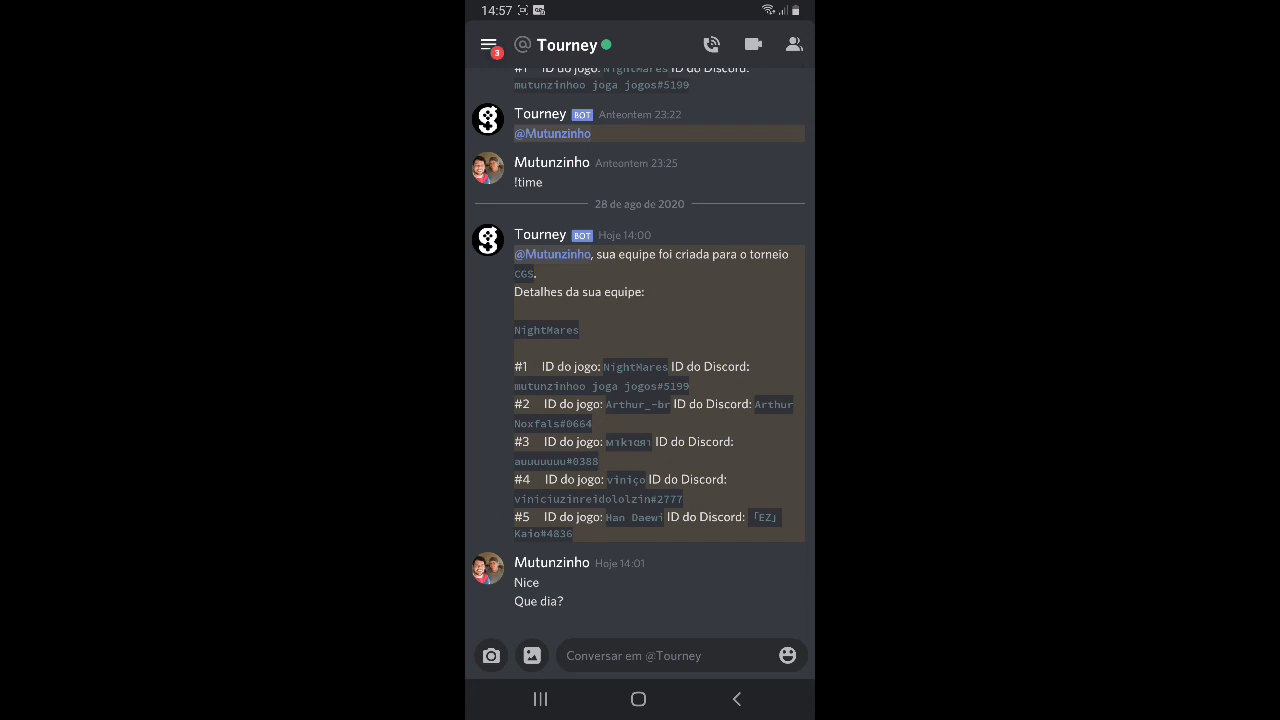 14:57
3
@ Tourney
#1 ID do jogo: NightMares ID do Discord:
mutunzinhoo joga jogos#5199
Tourney BOT Anteontem 23:22
@Mutunzinho
Mutunzinho Anteontem 23:25
!time
28 de ago de 2020
Tourney BOT Hoje 14:00
@Mutunzinho, sua equipe foi criada para o torneio
CGS.
Detalhes da sua equipe:
NightMares
#1 ID do jogo: NightMares ID do Discord:
mutunzinhoo joga jogos#5199
#2 ID do jogo: Arthur_-br ID do Discord: Arthur
Noxfals#0664
#3 ID do jogo: ID do Discord:
auuuuuuu#0388
#4 ID do jogo: viniço ID do Discord:
viniciuzinreidololzin#2777
#5 ID do jogo: Han Daewi ID do Discord: 「EZ」
Kaio#4836
Mutunzinho Hoje 14:01
Nice
Que dia?
Conversar em @Tourney